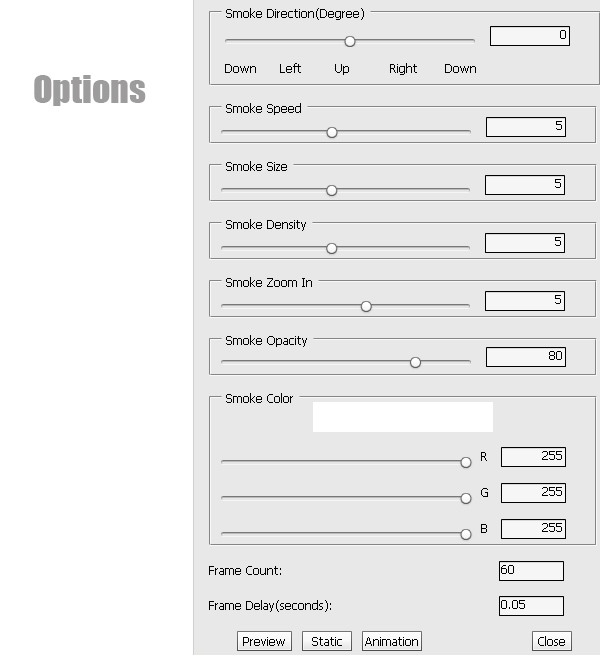 Options
Smoke Direction(Degree)
0
Down Left Up Right Down
Smoke Speed
5
Smoke Size
5
Smoke Density
5
Smoke Zoom In
5
Smoke Opacity
80
Smoke Color
R 255
G 255
B 255
Frame Count: 60
Frame Delay(seconds): 0.05
Preview Static Animation Close